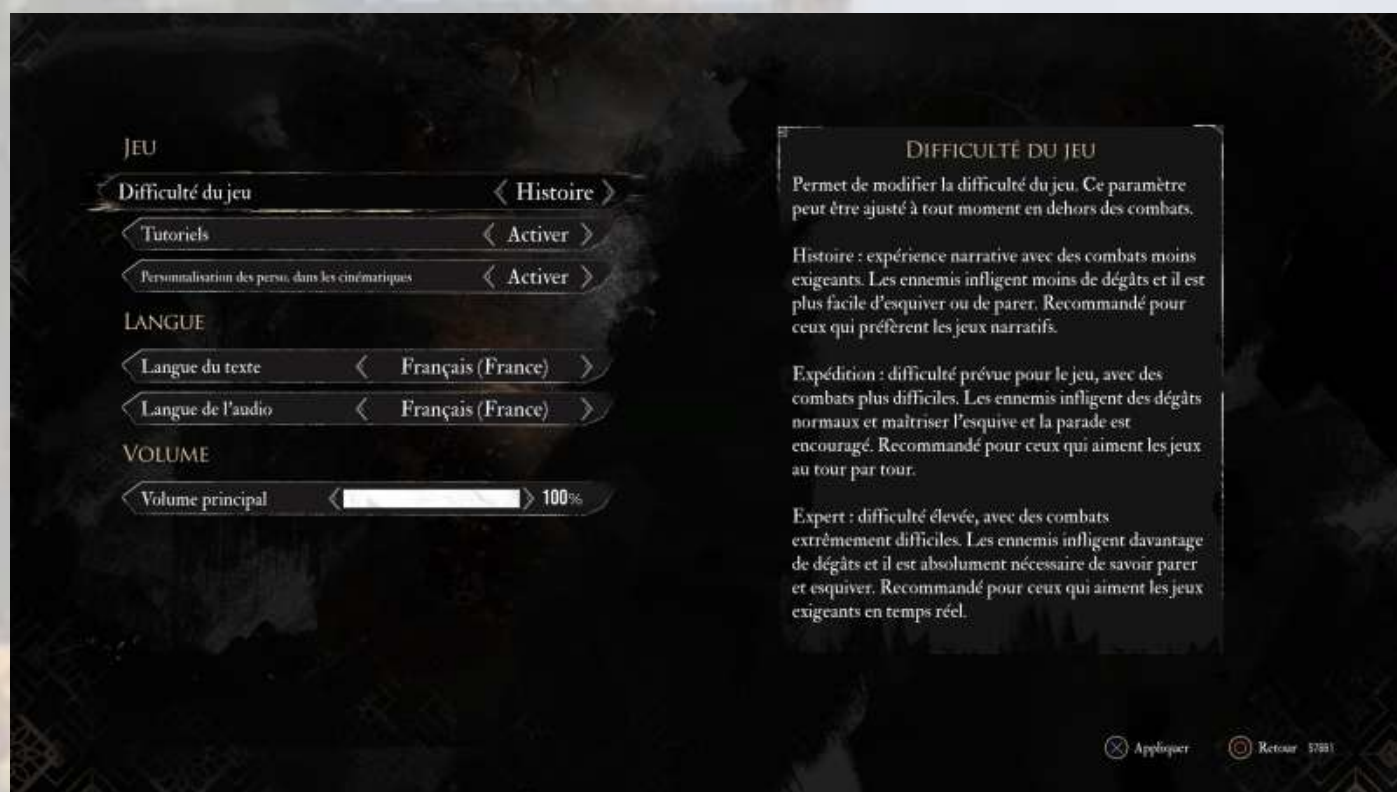 JEU
Difficulté du jeu Histoire
Tutoriels Activer
Personnalisation des perso. dans les cinématiques Activer
LANGUE
Langue du texte Français (France)
Langue de l'audio Français (France)
VOLUME
Volume principal 100%
DIFFICULTÉ DU JEU
Permet de modifier la difficulté du jeu. Ce paramètre
peut être ajusté à tout moment en dehors des combats.
Histoire : expérience narrative avec des combats moins
exigeants. Les ennemis infligent moins de dégâts et il est
plus facile d'esquiver ou de parer. Recommandé pour
ceux qui préfèrent les jeux narratifs.
Expédition : difficulté prévue pour le jeu, avec des
combats plus difficiles. Les ennemis infligent des dégâts
normaux et maîtriser l'esquive et la parade est
encouragé. Recommandé pour ceux qui aiment les jeux
au tour par tour.
Expert : difficulté élevée, avec des combats
extrêmement difficiles. Les ennemis infligent davantage
de dégâts et il est absolument nécessaire de savoir parer
et esquiver. Recommandé pour ceux qui aiment les jeux
exigeants en temps réel.
Appliquer Retour